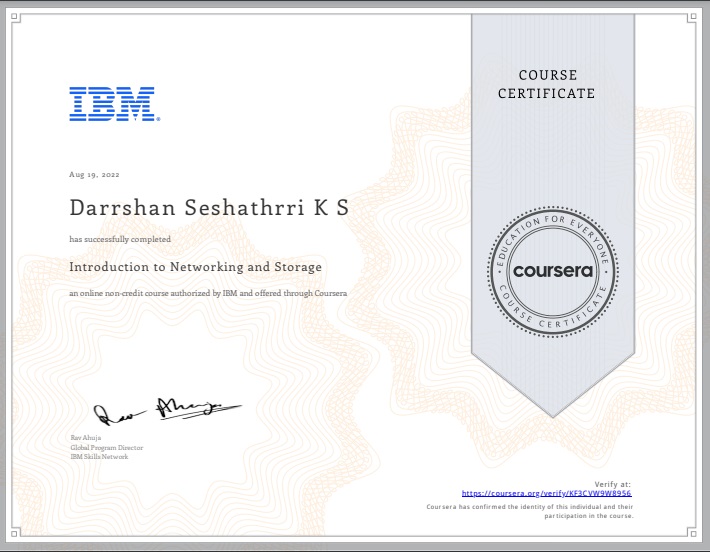 IBM®
COURSE
CERTIFICATE
Aug 19, 2022
Darrshan Seshathrri K S
has successfully completed
Introduction to Networking and Storage
an online non-credit course authorized by IBM and offered through Coursera
EDUCATION FOR EVERYONE
coursera
COURSE CERTIFICATE
Rav Ahuja
Rav Ahuja
Global Program Director
IBM Skills Network
Verify at:
https://coursera.org/verify/KF3CVW9W8956
Coursera has confirmed the identity of this individual and their
participation in the course.